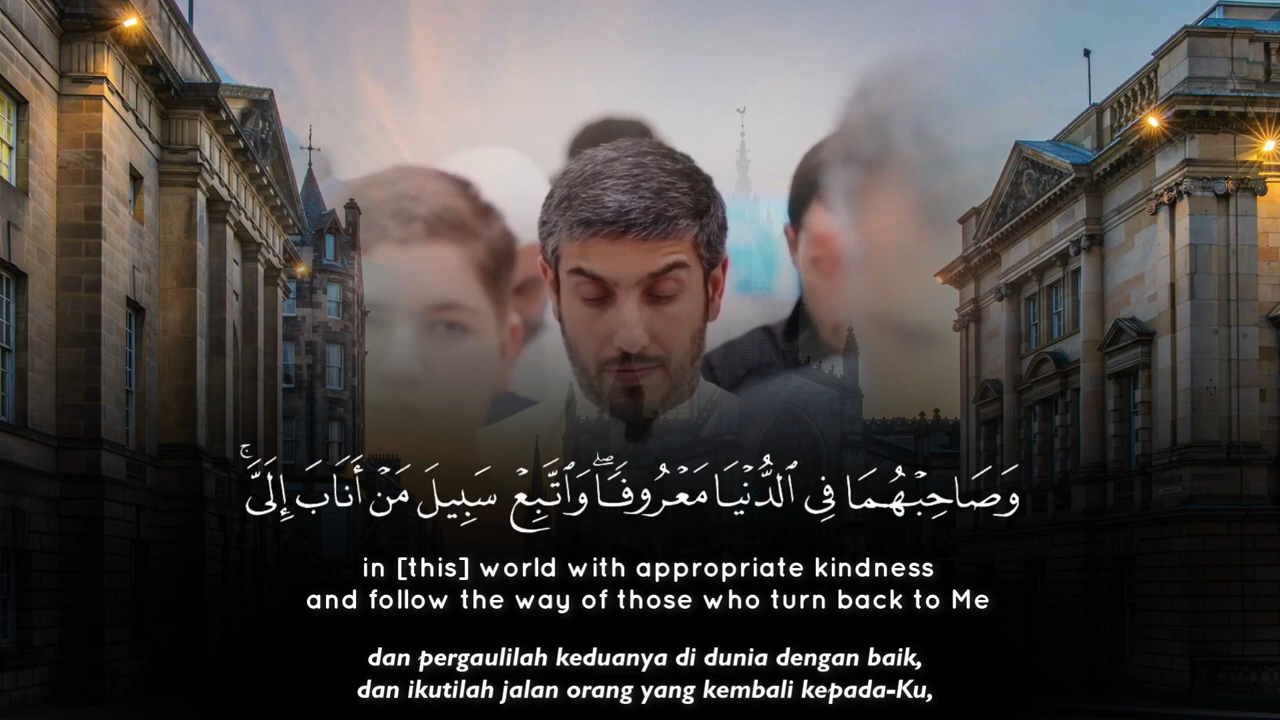 وَصَاحِبْهُمَا فِي ٱلدُّنْيَا مَعْرُوفًاۖ وَٱتَّبِعْ سَبِيلَ مَنْ أَنَابَ إِلَيَّۚ
in [this] world with appropriate kindness
and follow the way of those who turn back to Me
dan pergaulilah keduanya di dunia dengan baik,
dan ikutilah jalan orang yang kembali kepada-Ku,